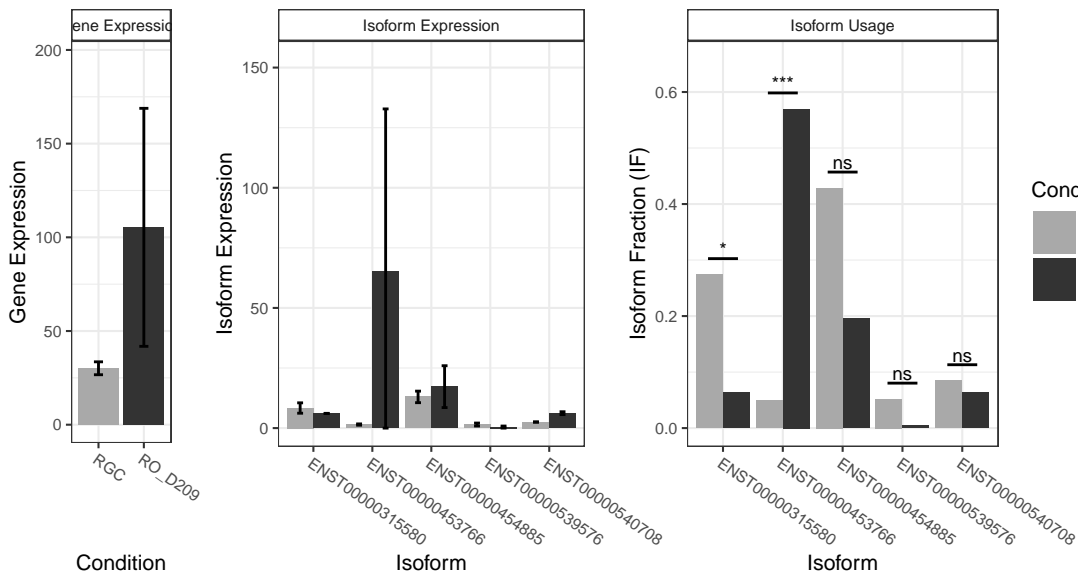 ene Expressio
Isoform Expression
Isoform Usage
Gene Expression
200
150
100
50
0
RGC
RO_D209
Condition
Isoform Expression
150
100
50
0
ENST00000315580
ENST00000453766
ENST00000454885
ENST00000539576
ENST00000540708
Isoform
Isoform Fraction (IF)
0.6
0.4
0.2
0.0
*
***
ns
ns
ns
ENST00000315580
ENST00000453766
ENST00000454885
ENST00000539576
ENST00000540708
Isoform
Cond